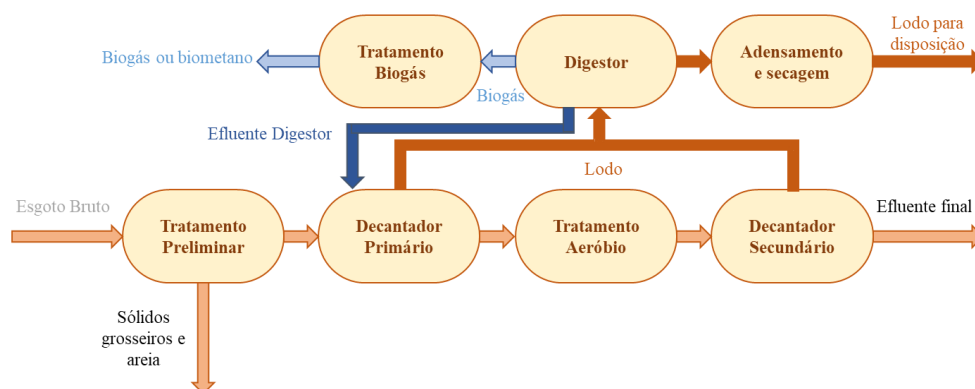 Lodo para
disposição
Biogás ou biometano
Tratamento
Biogás
Biogás
Digestor
Adensamento
e secagem
Efluente Digestor
Lodo
Esgoto Bruto
Tratamento
Preliminar
Decantador
Primário
Tratamento
Aeróbio
Decantador
Secundário
Efluente final
Sólidos
grosseiros e
areia